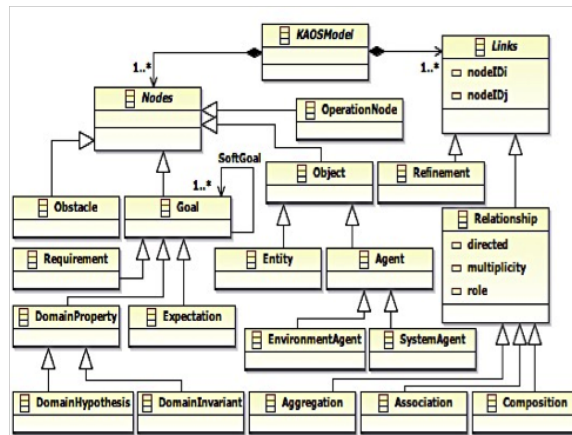 KAOSModel
Links
1..*
1..*
nodeIDi
nodeIDj
Nodes
OperationNode
SoftGoal
1..*
Object
Refinement
Obstacle
Goal
Relationship
directed
multiplicity
role
Requirement
Entity
Agent
DomainProperty
Expectation
EnvironmentAgent
SystemAgent
DomainHypothesis
DomainInvariant
Aggregation
Association
Composition